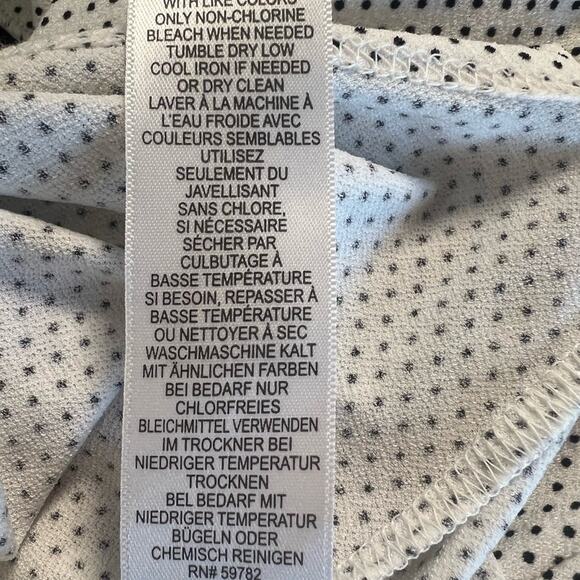 WITH LIKE COLORS
ONLY NON-CHLORINE
BLEACH WHEN NEEDED
TUMBLE DRY LOW
COOL IRON IF NEEDED
OR DRY CLEAN
LAVER À LA MACHINE À
L'EAU FROIDE AVEC
COULEURS SEMBLABLES
UTILISEZ
SEULEMENT DU
JAVELLISANT
SANS CHLORE,
SI NÉCESSAIRE
SÉCHER PAR
CULBUTAGE À
BASSE TEMPÉRATURE
SI BESOIN, REPASSER À
BASSE TEMPÉRATURE
OU NETTOYER À SEC
WASCHMASCHINE KALT
MIT ÄHNLICHEN FARBEN
BEI BEDARF NUR
CHLORFREIES
BLEICHMITTEL VERWENDEN
IM TROCKNER BEI
NIEDRIGER TEMPERATUR
TROCKNEN
BEL BEDARF MIT
NIEDRIGER TEMPERATUR
BÜGELN ODER
CHEMISCH REINIGEN
RN# 59782